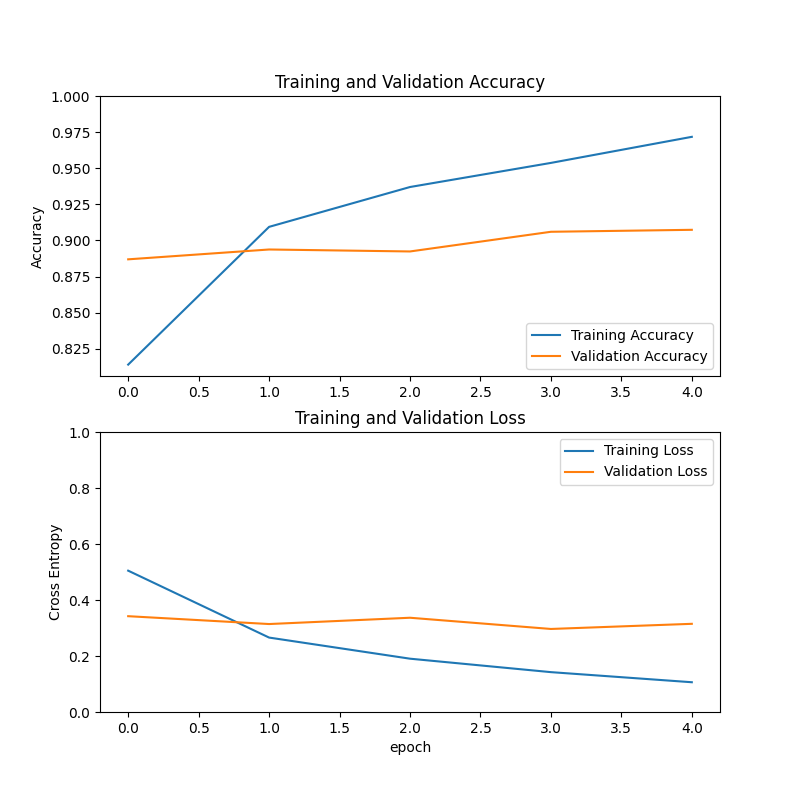 Training and Validation Accuracy
1.000
0.975
0.950
0.925
0.900
0.875
0.850
0.825
Accuracy
Training Accuracy
Validation Accuracy
0.0 0.5 1.0 1.5 2.0 2.5 3.0 3.5 4.0
Training and Validation Loss
1.0
0.8
0.6
0.4
0.2
0.0
Cross Entropy
Training Loss
Validation Loss
0.0 0.5 1.0 1.5 2.0 2.5 3.0 3.5 4.0
epoch